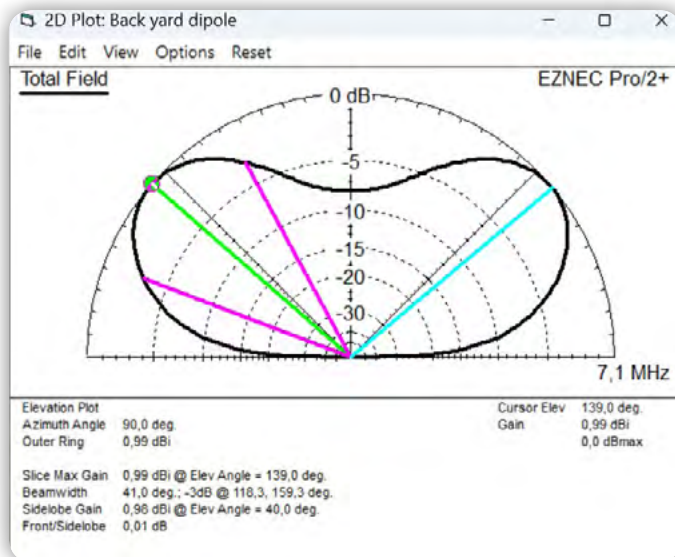 2D Plot: Back yard dipole
File Edit View Options Reset
Total Field
EZNEC Pro/2+
0 dB
-5
-10
-15
-20
-30
7,1 MHz
Elevation Plot
Azimuth Angle 90,0 deg.
Outer Ring 0,99 dBi
Cursor Elev 139,0 deg.
Gain 0,99 dBi
0,0 dBmax
Slice Max Gain 0,99 dBi @ Elev Angle = 139,0 deg.
Beamwidth 41,0 deg.; -3dB @ 118,3, 159,3 deg.
Sidelobe Gain 0,98 dBi @ Elev Angle = 40,0 deg.
Front/Sidelobe 0,01 dB